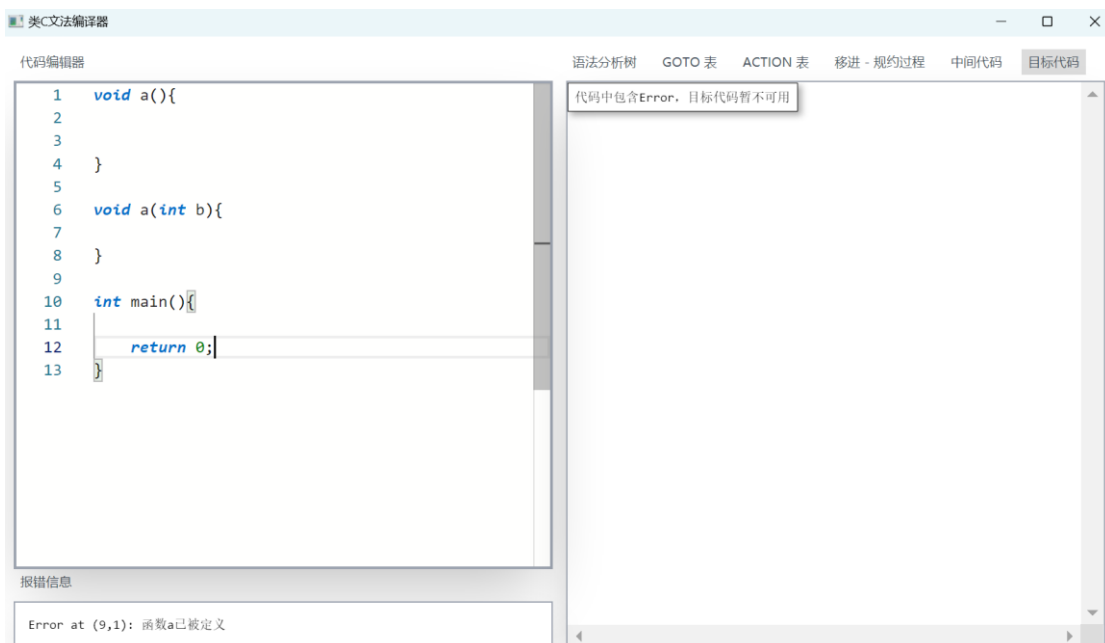 类C文法编译器
代码编辑器
1 void a(){
2
3
4 }
5
6 void a(int b){
7
8 }
9
10 int main(){
11
12 return 0;
13 }
报错信息
Error at (9,1): 函数a已被定义
语法分析树 GOTO 表 ACTION 表 移进 - 规约过程 中间代码 目标代码
代码中包含Error，目标代码暂不可用